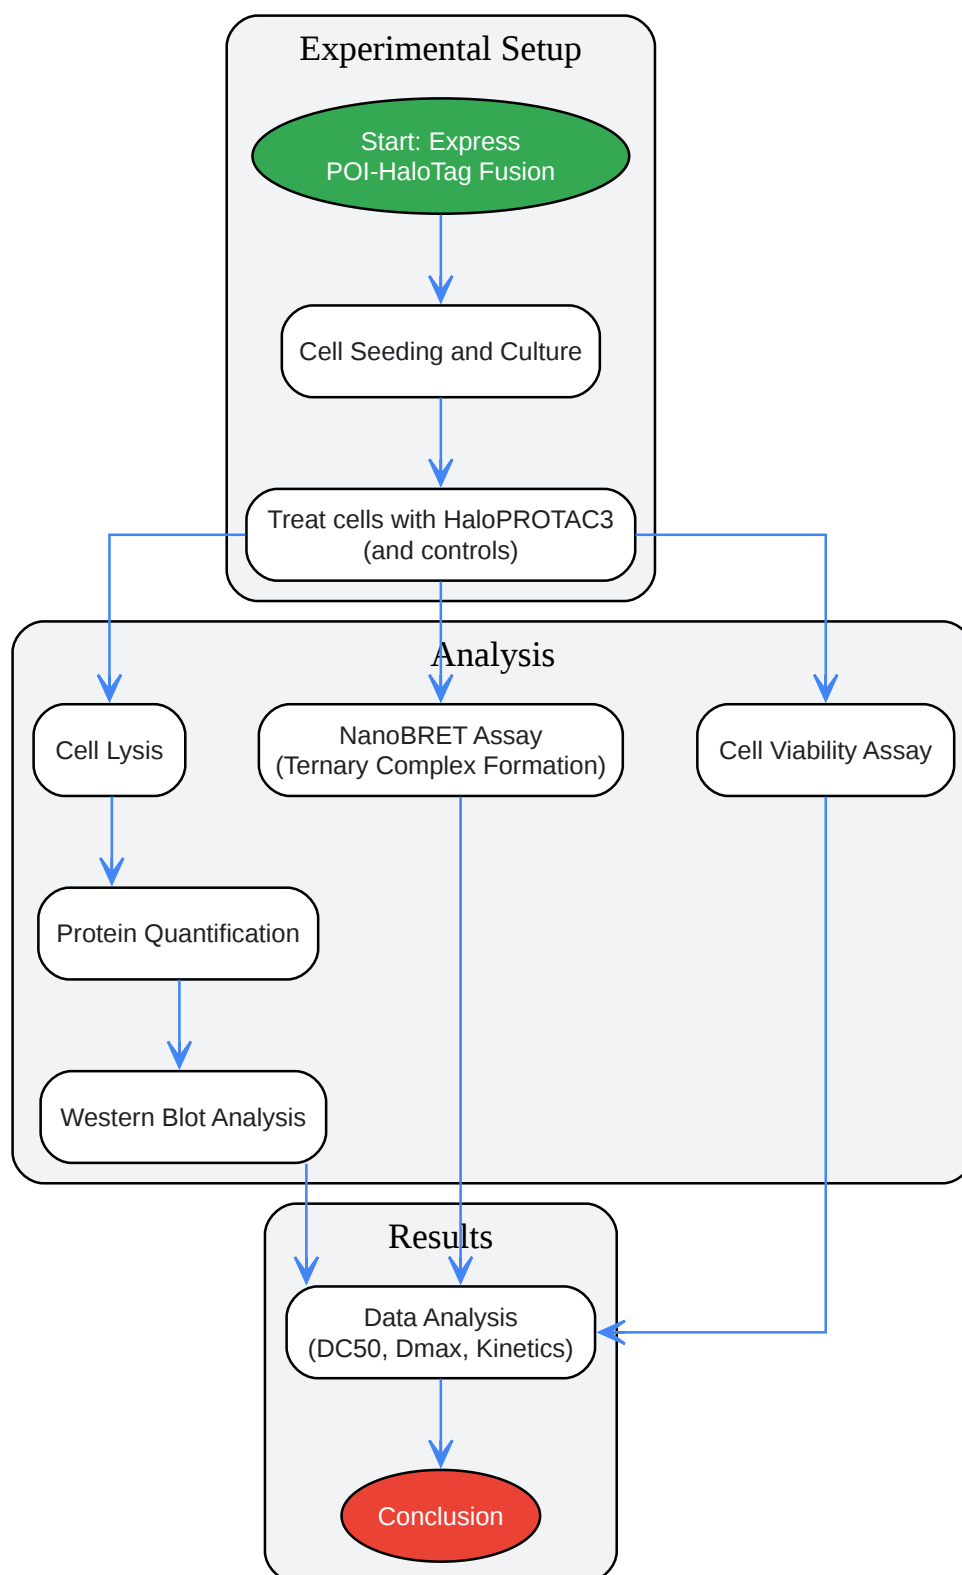 Experimental Setup
Start: Express
POI-HaloTag Fusion
Cell Seeding and Culture
Treat cells with HaloPROTAC3
(and controls)
Analysis
Cell Lysis
NanoBRET Assay
(Ternary Complex Formation)
Cell Viability Assay
Protein Quantification
Western Blot Analysis
Results
Data Analysis
(DC50, Dmax, Kinetics)
Conclusion